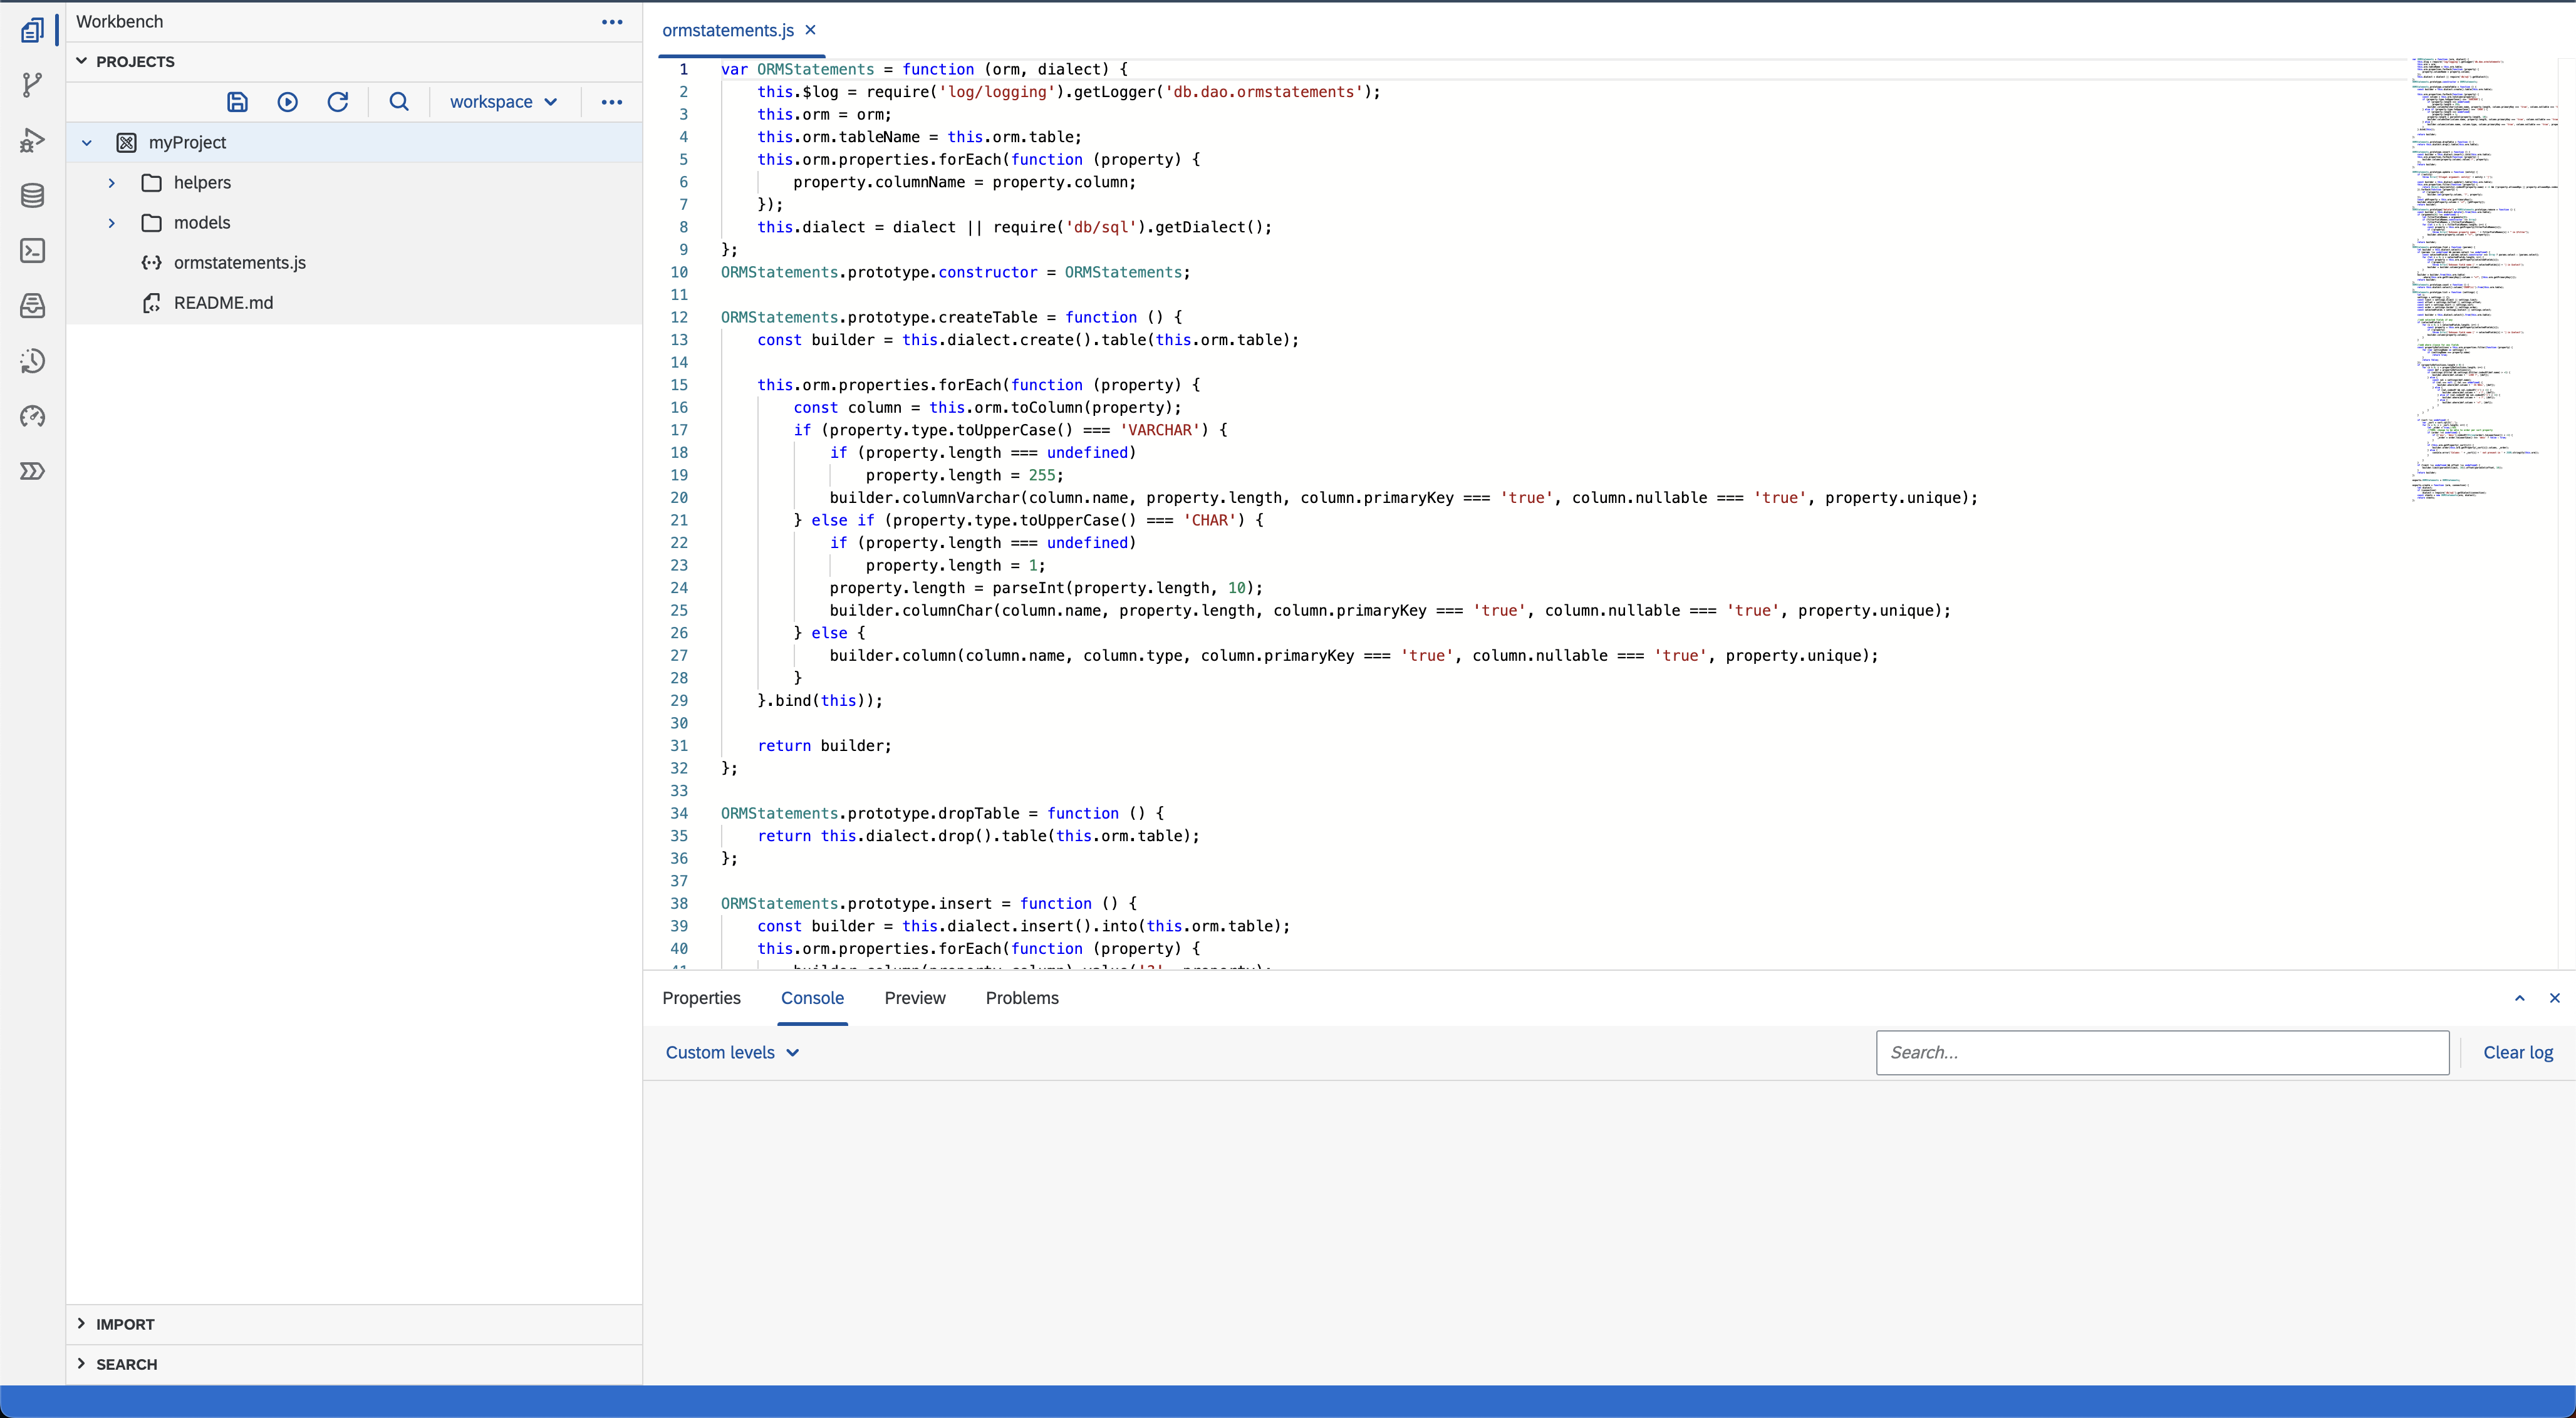 Workbench
PROJECTS
workspace
myProject
helpers
models
ormstatements.js
README.md
IMPORT
SEARCH
ormstatements.js
1 var ORMStatements = function (orm, dialect) {
2 this.$log = require('log/logging').getLogger('db.dao.ormstatements');
3 this.orm = orm;
4 this.orm.tableName = this.orm.table;
5 this.orm.properties.forEach(function (property) {
6 property.columnName = property.column;
7 });
8 this.dialect = dialect || require('db/sql').getDialect();
9 };
10 ORMStatements.prototype.constructor = ORMStatements;
11
12 ORMStatements.prototype.createTable = function () {
13 const builder = this.dialect.create().table(this.orm.table);
14
15 this.orm.properties.forEach(function (property) {
16 const column = this.orm.toColumn(property);
17 if (property.type.toUpperCase() === 'VARCHAR') {
18 if (property.length === undefined)
19 property.length = 255;
20 builder.columnVarchar(column.name, property.length, column.primaryKey === 'true', column.nullable === 'true', property.unique);
21 } else if (property.type.toUpperCase() === 'CHAR') {
22 if (property.length === undefined)
23 property.length = 1;
24 property.length = parseInt(property.length, 10);
25 builder.columnChar(column.name, property.length, column.primaryKey === 'true', column.nullable === 'true', property.unique);
26 } else {
27 builder.column(column.name, column.type, column.primaryKey === 'true', column.nullable === 'true', property.unique);
28 }
29 }.bind(this));
30
31 return builder;
32 };
33
34 ORMStatements.prototype.dropTable = function () {
35 return this.dialect.drop().table(this.orm.table);
36 };
37
38 ORMStatements.prototype.insert = function () {
39 const builder = this.dialect.insert().into(this.orm.table);
40 this.orm.properties.forEach(function (property) {
41 builder.column(property.column).value('?', property);
Properties Console Preview Problems
Custom levels
Search...
Clear log